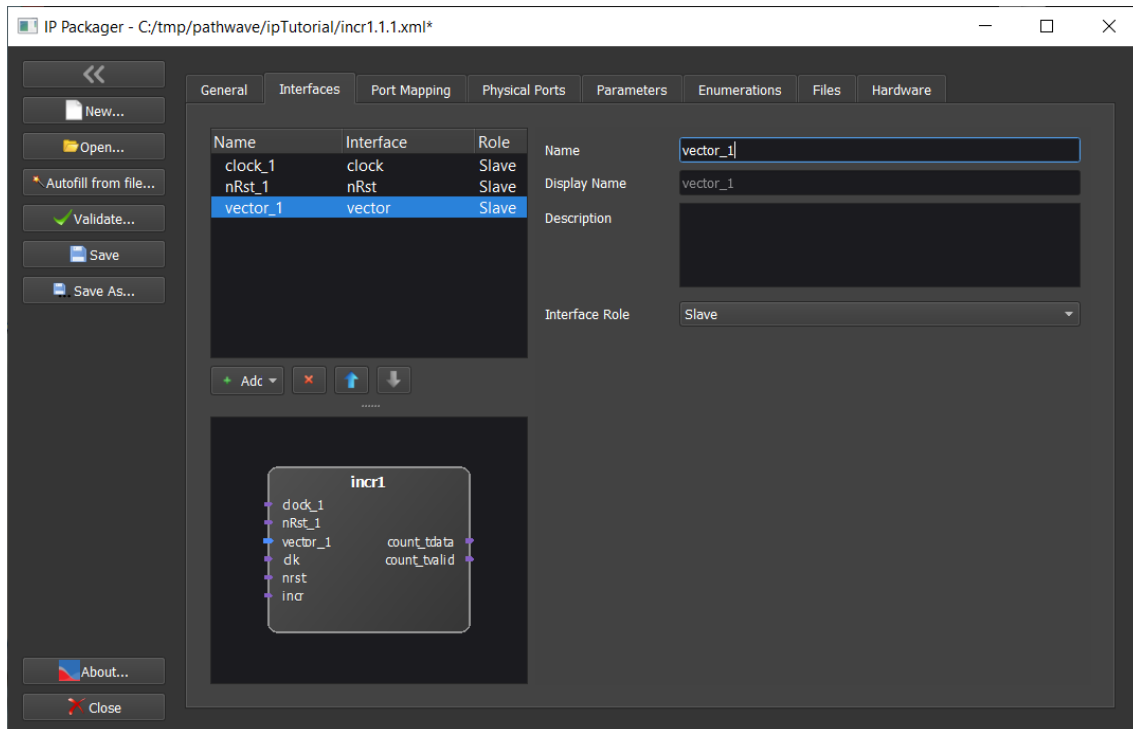 IP Packager - C:/tmp/pathwave/ipTutorial/incr1.1.1.xml*
New...
Open...
Autofill from file...
Validate...
Save
Save As...
About...
Close
General Interfaces Port Mapping Physical Ports Parameters Enumerations Files Hardware
Name Interface Role
clock_1 clock Slave
nRst_1 nRst Slave
vector_1 vector Slave
Adc
incr1
clock_1
nRst_1
vector_1 count_tdata
clk count_tvalid
nrst
incr
Name vector_1
Display Name vector_1
Description
Interface Role Slave